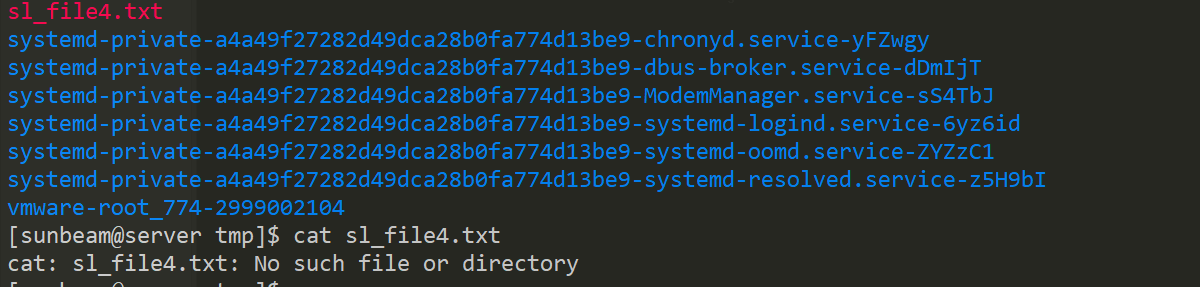 sl_file4.txt
systemd-private-a4a49f27282d49dca28b0fa774d13be9-chronyd.service-yFZwgy
systemd-private-a4a49f27282d49dca28b0fa774d13be9-dbus-broker.service-dDmIjT
systemd-private-a4a49f27282d49dca28b0fa774d13be9-ModemManager.service-sS4TbJ
systemd-private-a4a49f27282d49dca28b0fa774d13be9-systemd-logind.service-6yz6id
systemd-private-a4a49f27282d49dca28b0fa774d13be9-systemd-oomd.service-ZYZzC1
systemd-private-a4a49f27282d49dca28b0fa774d13be9-systemd-resolved.service-z5H9bI
vmware-root_774-2999002104
[sunbeam@server tmp]$ cat sl_file4.txt
cat: sl_file4.txt: No such file or directory